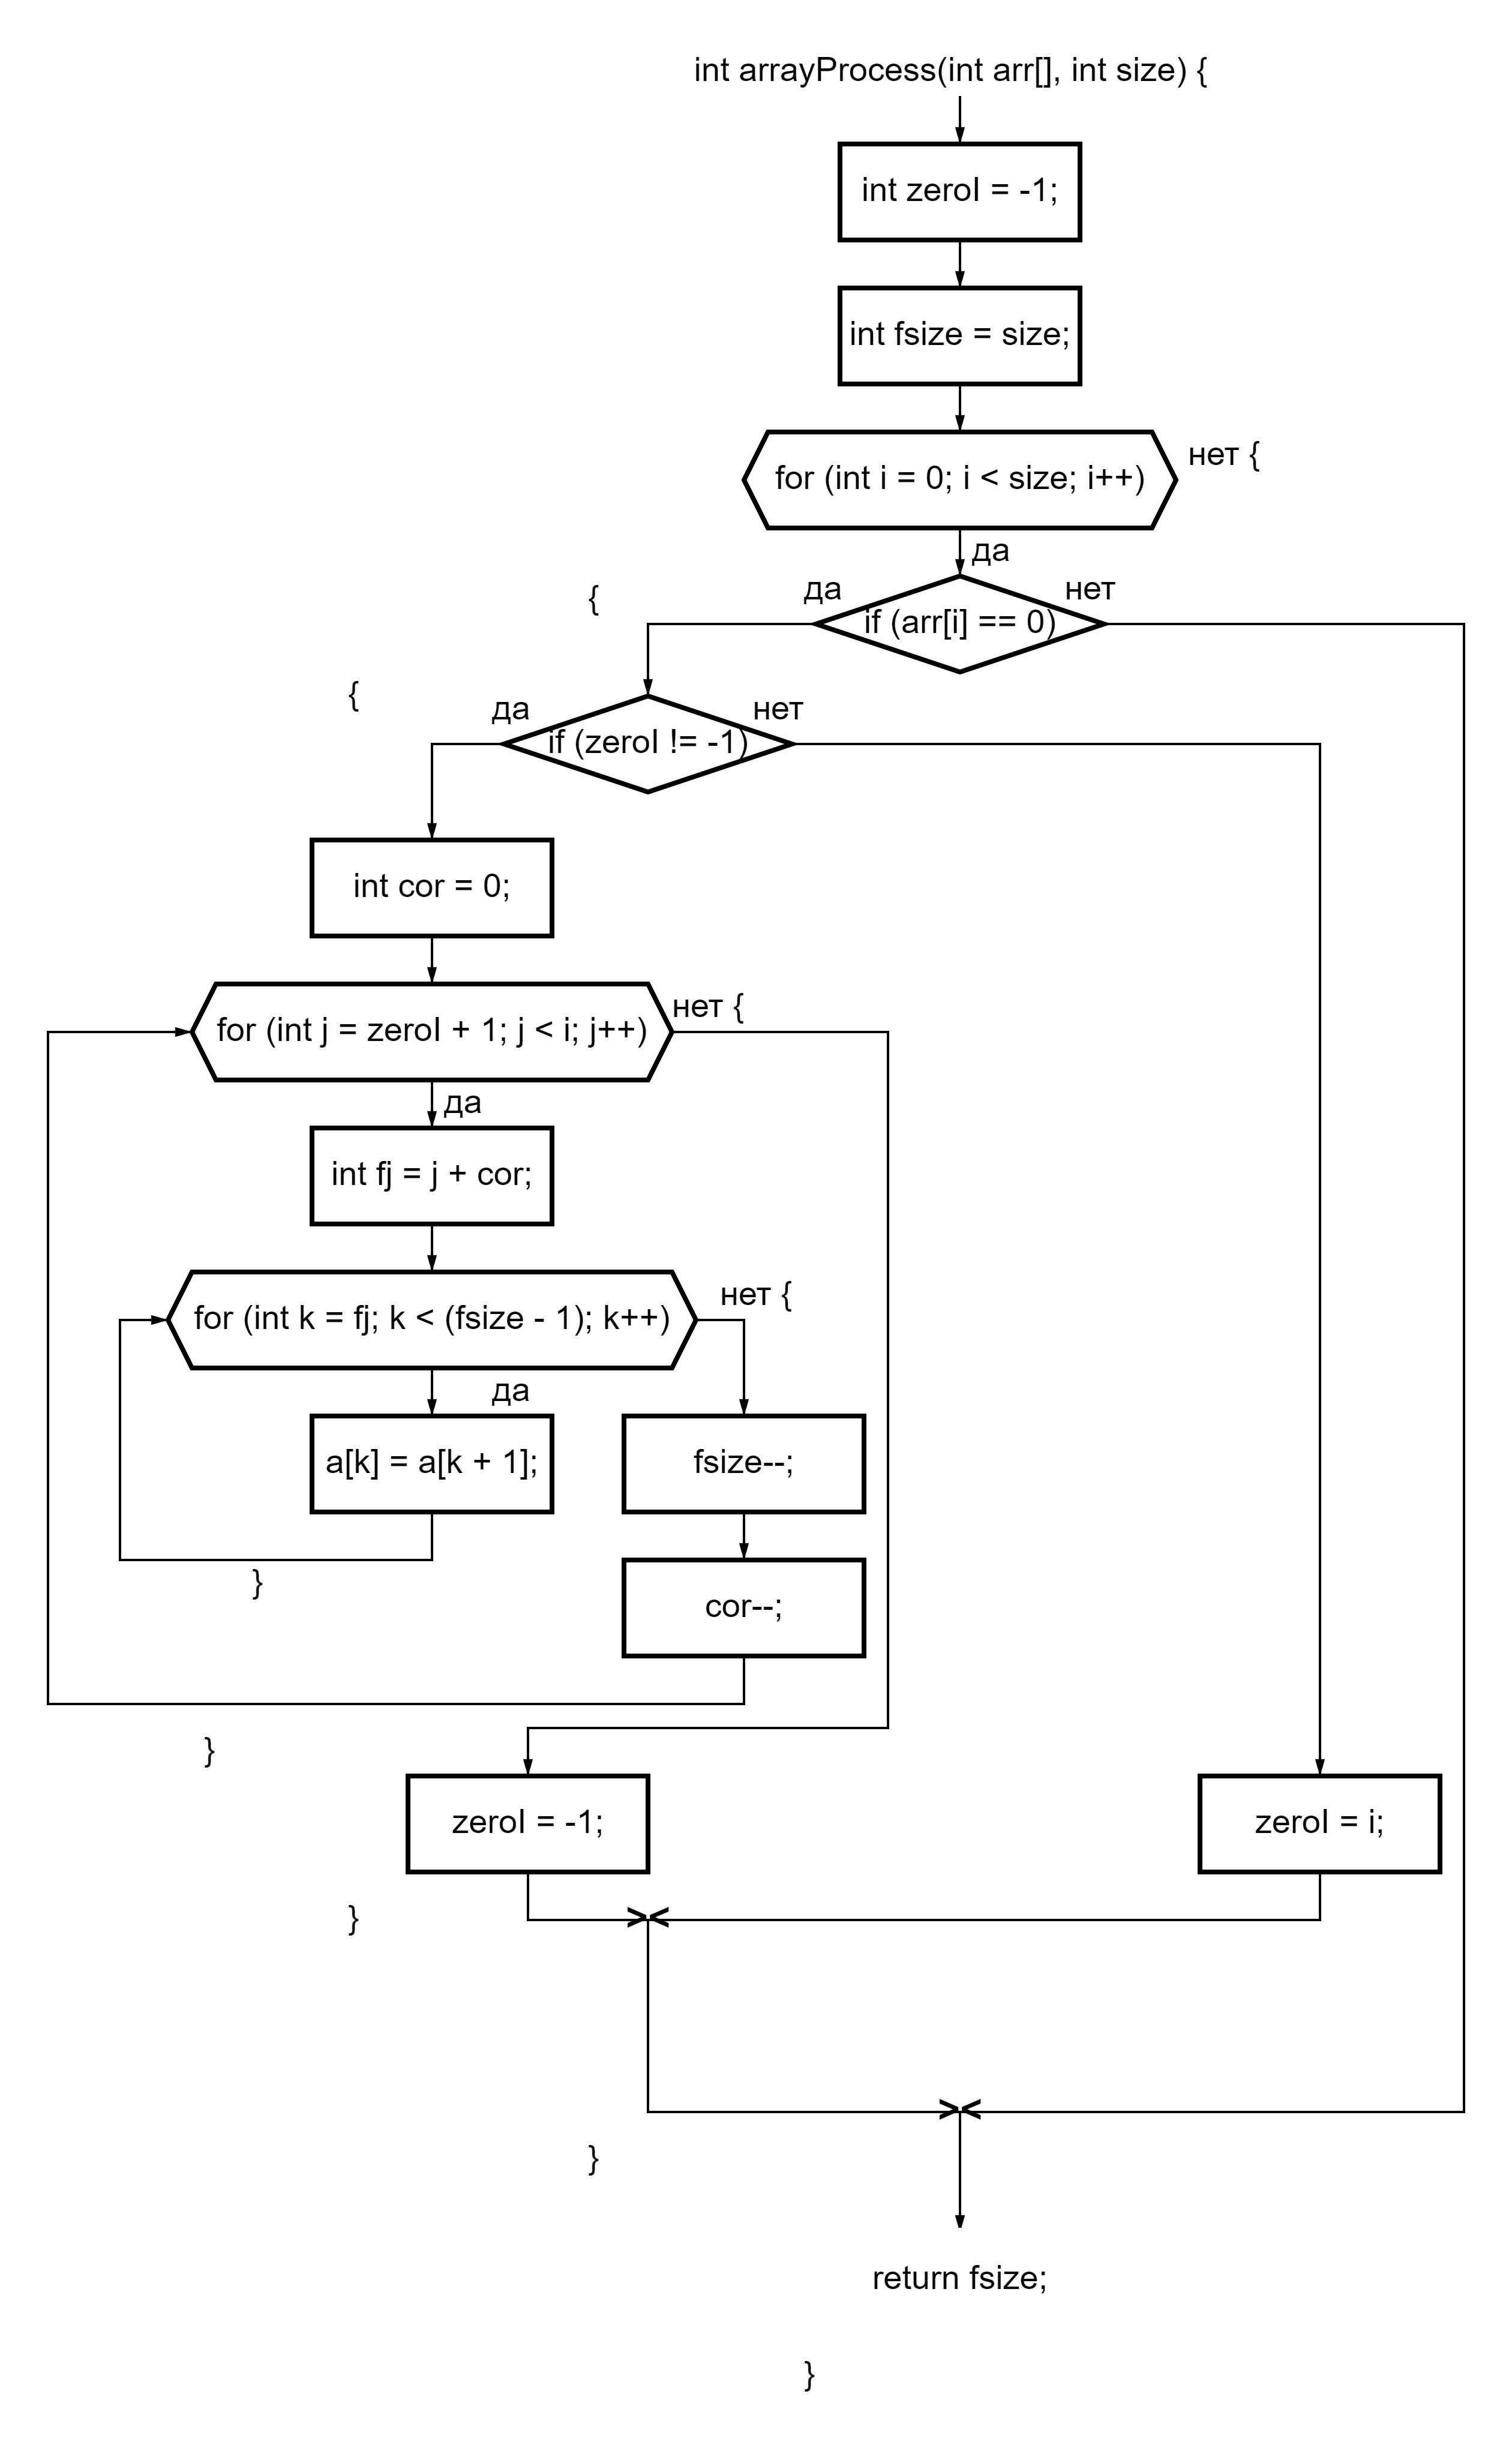 int arrayProcess(int arr[], int size) {
int zeroI = -1;
int fsize = size;
нет {
for (int i = 0; i < size; i++)
да
{
да
нет
if (arr[i] == 0)
{
да
нет
if (zeroI != -1)
int cor = 0;
нет {
for (int j = zeroI + 1; j < i; j++)
да
int fj = j + cor;
нет {
for (int k = fj; k < (fsize - 1); k++)
да
a[k] = a[k + 1];
fsize--;
}
cor--;
}
zeroI = -1;
zeroI = i;
}
><
><
}
return fsize;
}